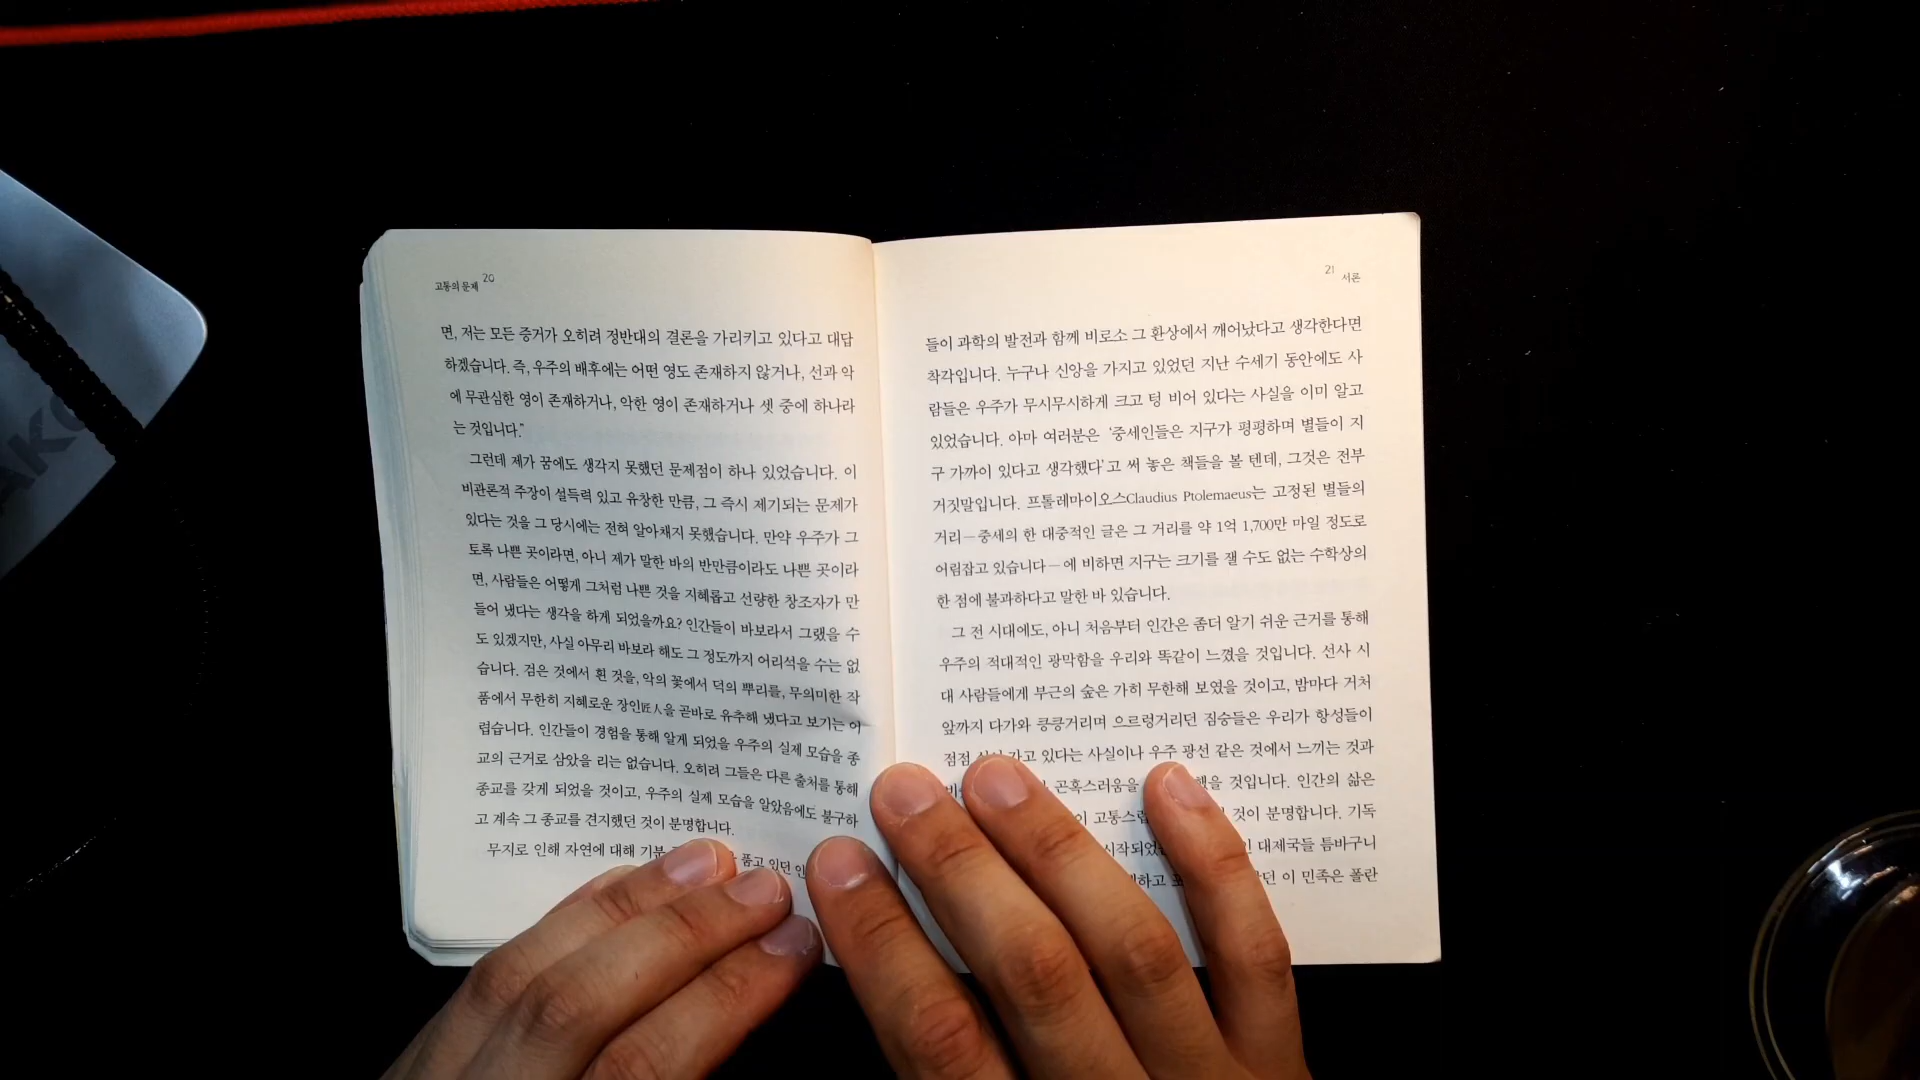 고통의 문제 20
면, 저는 모든 증거가 오히려 정반대의 결론을 가리키고 있다고 대답
하겠습니다. 즉, 우주의 배후에는 어떤 영도 존재하지 않거나, 선과 악
에 무관심한 영이 존재하거나, 악한 영이 존재하거나 셋 중에 하나라
는 것입니다.”
그런데 제가 꿈에도 생각지 못했던 문제점이 하나 있었습니다. 이
비관론적 주장이 설득력 있고 유창한 만큼, 그 즉시 제기되는 문제가
있다는 것을 그 당시에는 전혀 알아채지 못했습니다. 만약 우주가 그
토록 나쁜 곳이라면, 아니 제가 말한 바의 반만큼이라도 나쁜 곳이라
면, 사람들은 어떻게 그처럼 나쁜 것을 지혜롭고 선량한 창조자가 만
들어 냈다는 생각을 하게 되었을까요? 인간들이 바보라서 그랬을 수
도 있겠지만, 사실 아무리 바보라 해도 그 정도까지 어리석을 수는 없
습니다. 검은 것에서 흰 것을, 악의 꽃에서 덕의 뿌리를, 무의미한 작
품에서 무한히 지혜로운 장인匠人을 곧바로 유추해 냈다고 보기는 어
렵습니다. 인간들이 경험을 통해 알게 되었을 우주의 실제 모습을 종
교의 근거로 삼았을 리는 없습니다. 오히려 그들은 다른 출처를 통해
종교를 갖게 되었을 것이고, 우주의 실제 모습을 알았음에도 불구하
고 계속 그 종교를 견지했던 것이 분명합니다.
무지로 인해 자연에 대해 기분 품고 있던
21 서론
들이 과학의 발전과 함께 비로소 그 환상에서 깨어났다고 생각한다면
착각입니다. 누구나 신앙을 가지고 있었던 지난 수세기 동안에도 사
람들은 우주가 무시무시하게 크고 텅 비어 있다는 사실을 이미 알고
있었습니다. 아마 여러분은 ‘중세인들은 지구가 평평하며 별들이 지
구 가까이 있다고 생각했다’고 써 놓은 책들을 볼 텐데, 그것은 전부
거짓말입니다. 프톨레마이오스Claudius Ptolemaeus는 고정된 별들의
거리—중세의 한 대중적인 글은 그 거리를 약 1억 1,700만 마일 정도로
어림잡고 있습니다—에 비하면 지구는 크기를 잴 수도 없는 수학상의
한 점에 불과하다고 말한 바 있습니다.
그 전 시대에도, 아니 처음부터 인간은 좀더 알기 쉬운 근거를 통해
우주의 적대적인 광막함을 우리와 똑같이 느꼈을 것입니다. 선사 시
대 사람들에게 부근의 숲은 가히 무한해 보였을 것이고, 밤마다 거처
앞까지 다가와 킁킁거리며 으르렁거리던 짐승들은 우리가 항성들이
점점 가고 있다는 사실이나 우주 광선 같은 것에서 느끼는 것과
곤혹스러움을 것입니다. 인간의 삶은
것이 분명합니다. 기독
대제국들 틈바구니
이 민족은 폴란